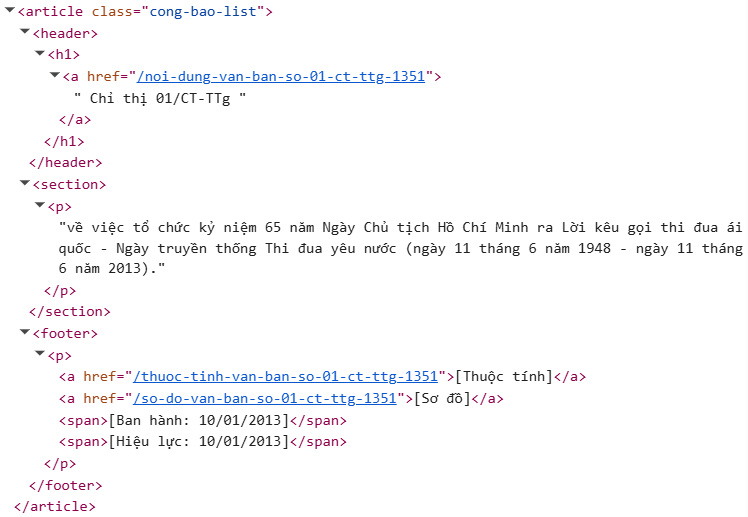 <article class="cong-bao-list">
<header>
<h1>
<a href="/noi-dung-van-ban-so-01-ct-ttg-1351">
" Chỉ thị 01/CT-TTg "
</a>
</h1>
</header>
<section>
<p>
"về việc tổ chức kỷ niệm 65 năm Ngày Chủ tịch Hồ Chí Minh ra Lời kêu gọi thi đua ái
quốc - Ngày truyền thống Thi đua yêu nước (ngày 11 tháng 6 năm 1948 - ngày 11 tháng
6 năm 2013)."
</p>
</section>
<footer>
<p>
<a href="/thuoc-tinh-van-ban-so-01-ct-ttg-1351">[Thuộc tính]</a>
<a href="/so-do-van-ban-so-01-ct-ttg-1351">[Sơ đồ]</a>
<span>[Ban hành: 10/01/2013]</span>
<span>[Hiệu lực: 10/01/2013]</span>
</p>
</footer>
</article>